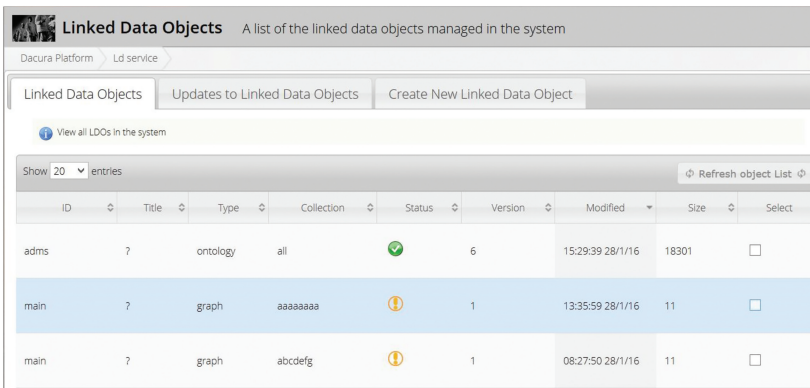 Linked Data Objects A list of the linked data objects managed in the system
Dacura Platform Ld service
Linked Data Objects Updates to Linked Data Objects Create New Linked Data Object
View all LDOs in the system
Show 20 entries Refresh object List
ID Title Type Collection Status Version Modified Size Select
adms ? ontology all 6 15:29:39 28/1/16 18301
main ? graph aaaaaaaa 1 13:35:59 28/1/16 11
main ? graph abcdefg 1 08:27:50 28/1/16 11